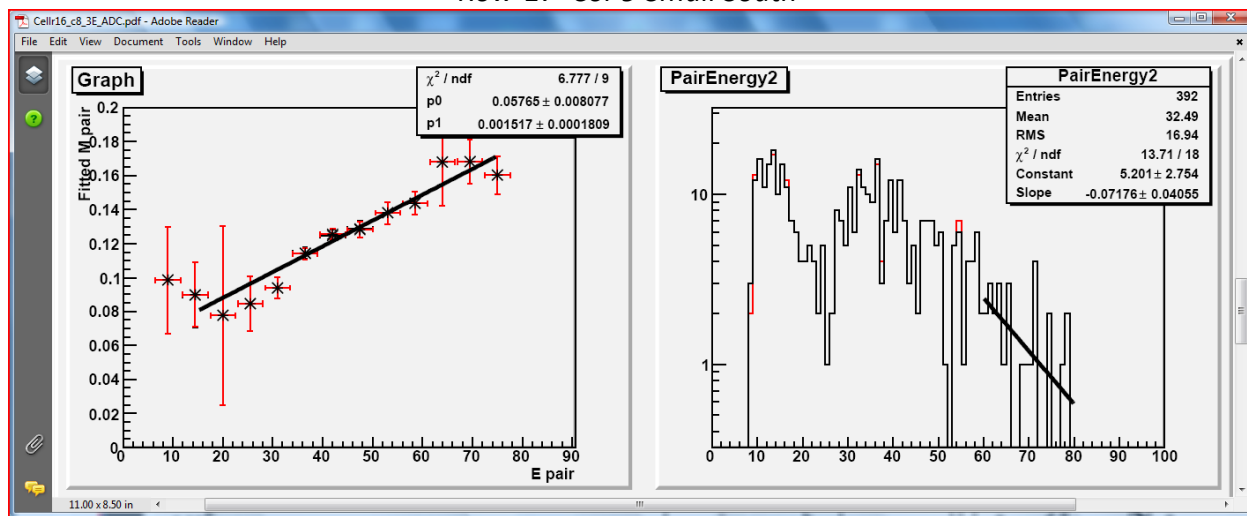 Cellr16_c8_3E_ADC.pdf - Adobe Reader
File Edit View Document Tools Window Help
Graph
χ² / ndf 6.777 / 9
p0 0.05765 ± 0.008077
p1 0.001517 ± 0.0001809
Fitted M pair
0.2
0.18
0.16
0.14
0.12
0.1
0.08
0.06
0.04
0.02
0
0 10 20 30 40 50 60 70 80 90
E pair
PairEnergy2
PairEnergy2
Entries 392
Mean 32.49
RMS 16.94
χ² / ndf 13.71 / 18
Constant 5.201 ± 2.754
Slope -0.07176 ± 0.04055
10
1
0 10 20 30 40 50 60 70 80 90 100
11.00 x 8.50 in